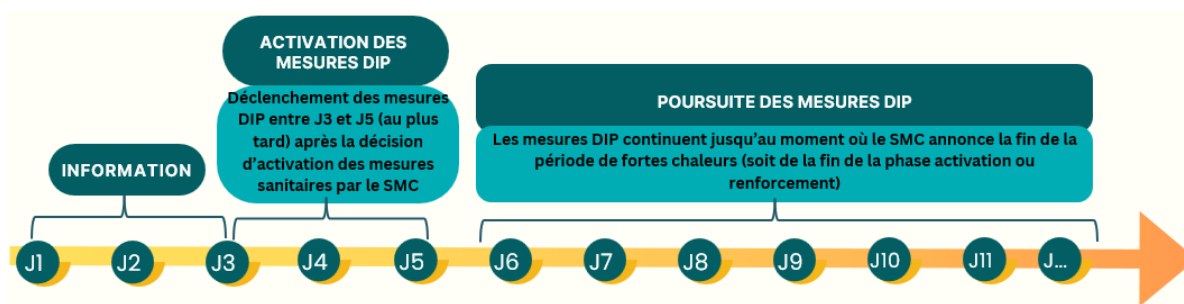 ACTIVATION DES
MESURES DIP
Déclenchement des mesures
DIP entre J3 et J5 (au plus
tard) après la décision
d'activation des mesures
sanitaires par le SMC
POURSUITE DES MESURES DIP
Les mesures DIP continuent jusqu'au moment où le SMC annonce la fin de la
période de fortes chaleurs (soit de la fin de la phase activation ou
renforcement)
INFORMATION
J1 J2 J3 J4 J5 J6 J7 J8 J9 J10 J11 J...